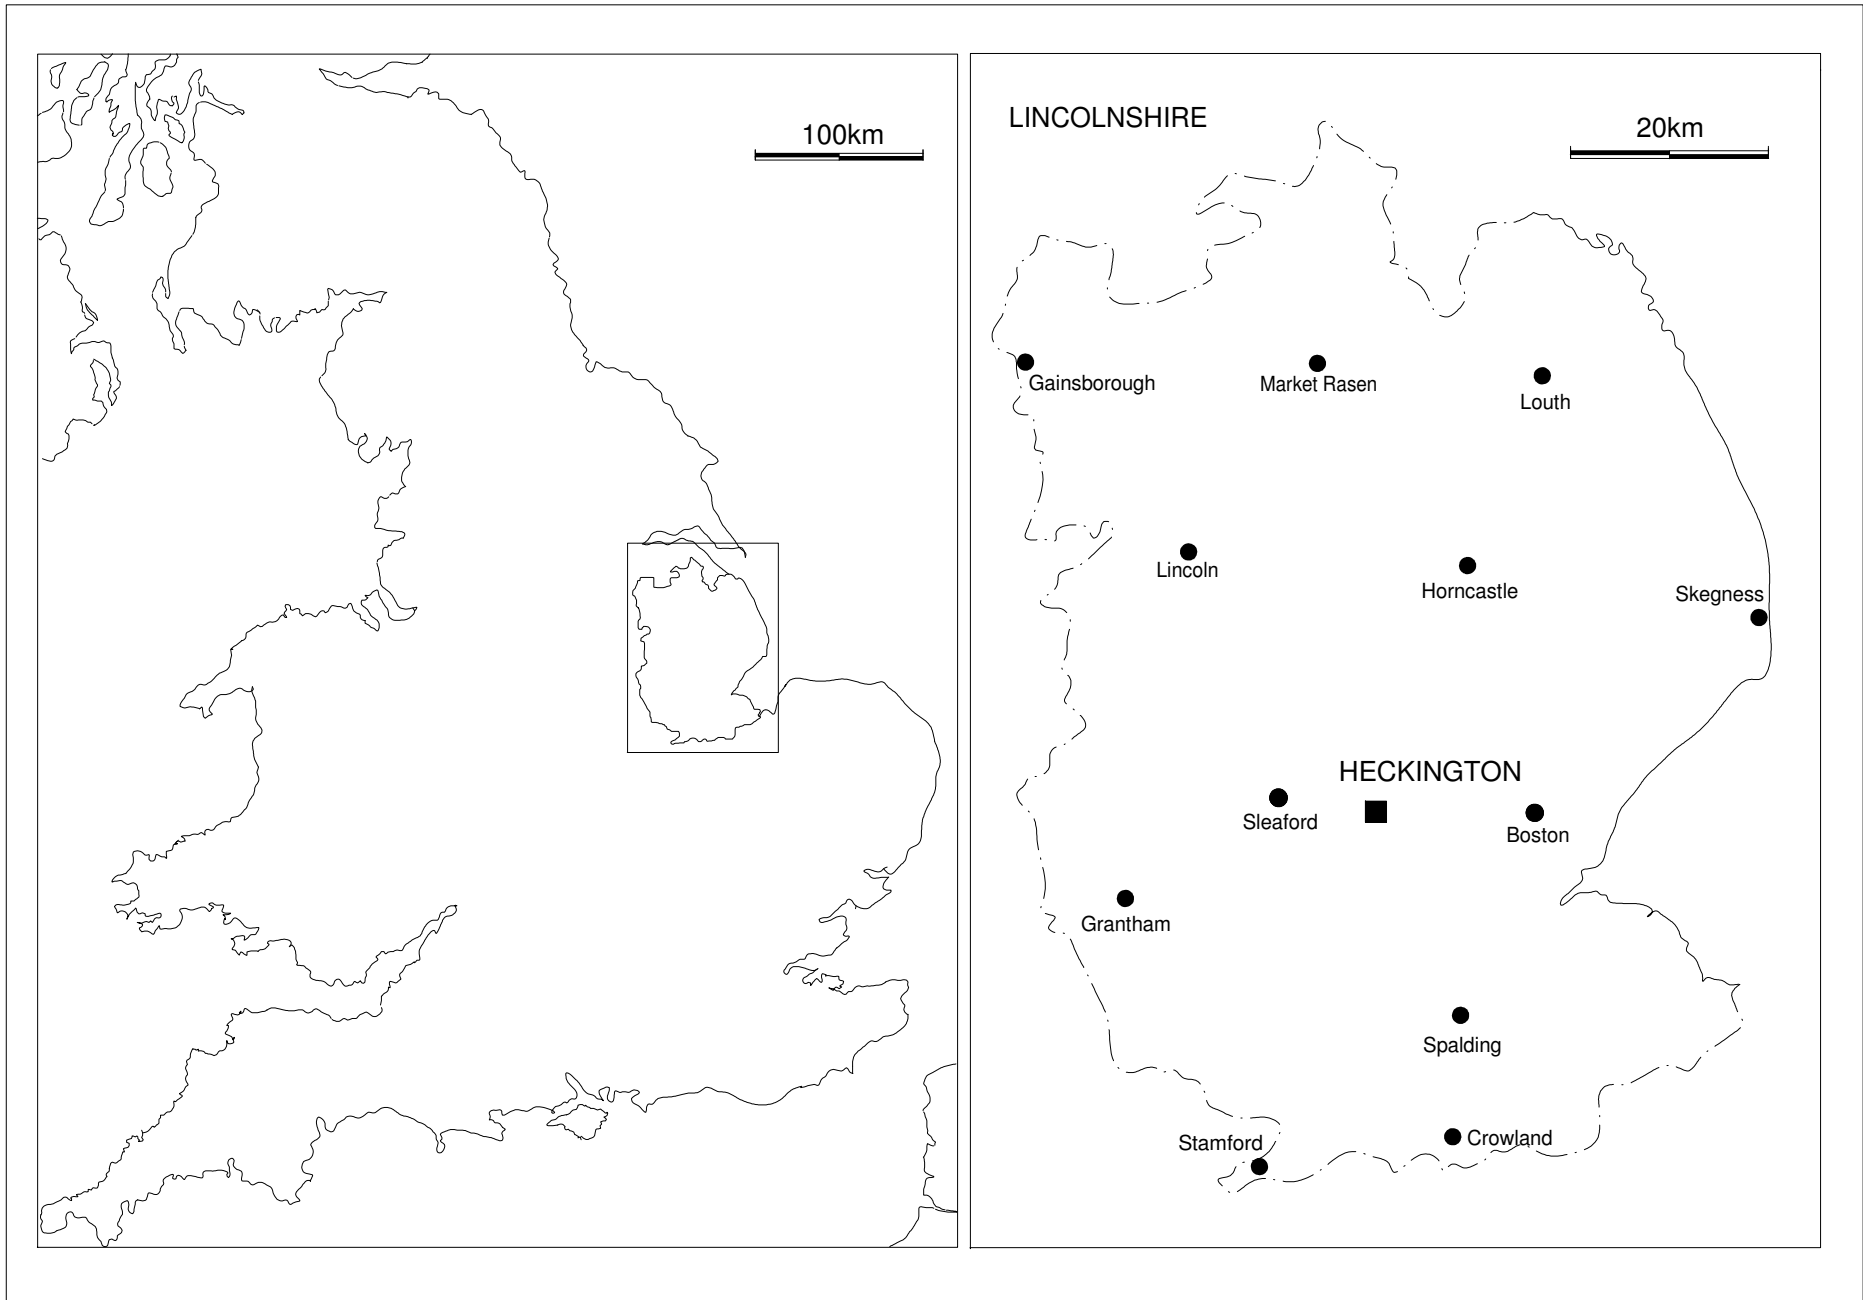 100km
LINCOLNSHIRE
20km
Gainsborough
Market Rasen
Louth
Lincoln
Horncastle
Skegness
HECKINGTON
Sleaford
Boston
Grantham
Spalding
Stamford
Crowland